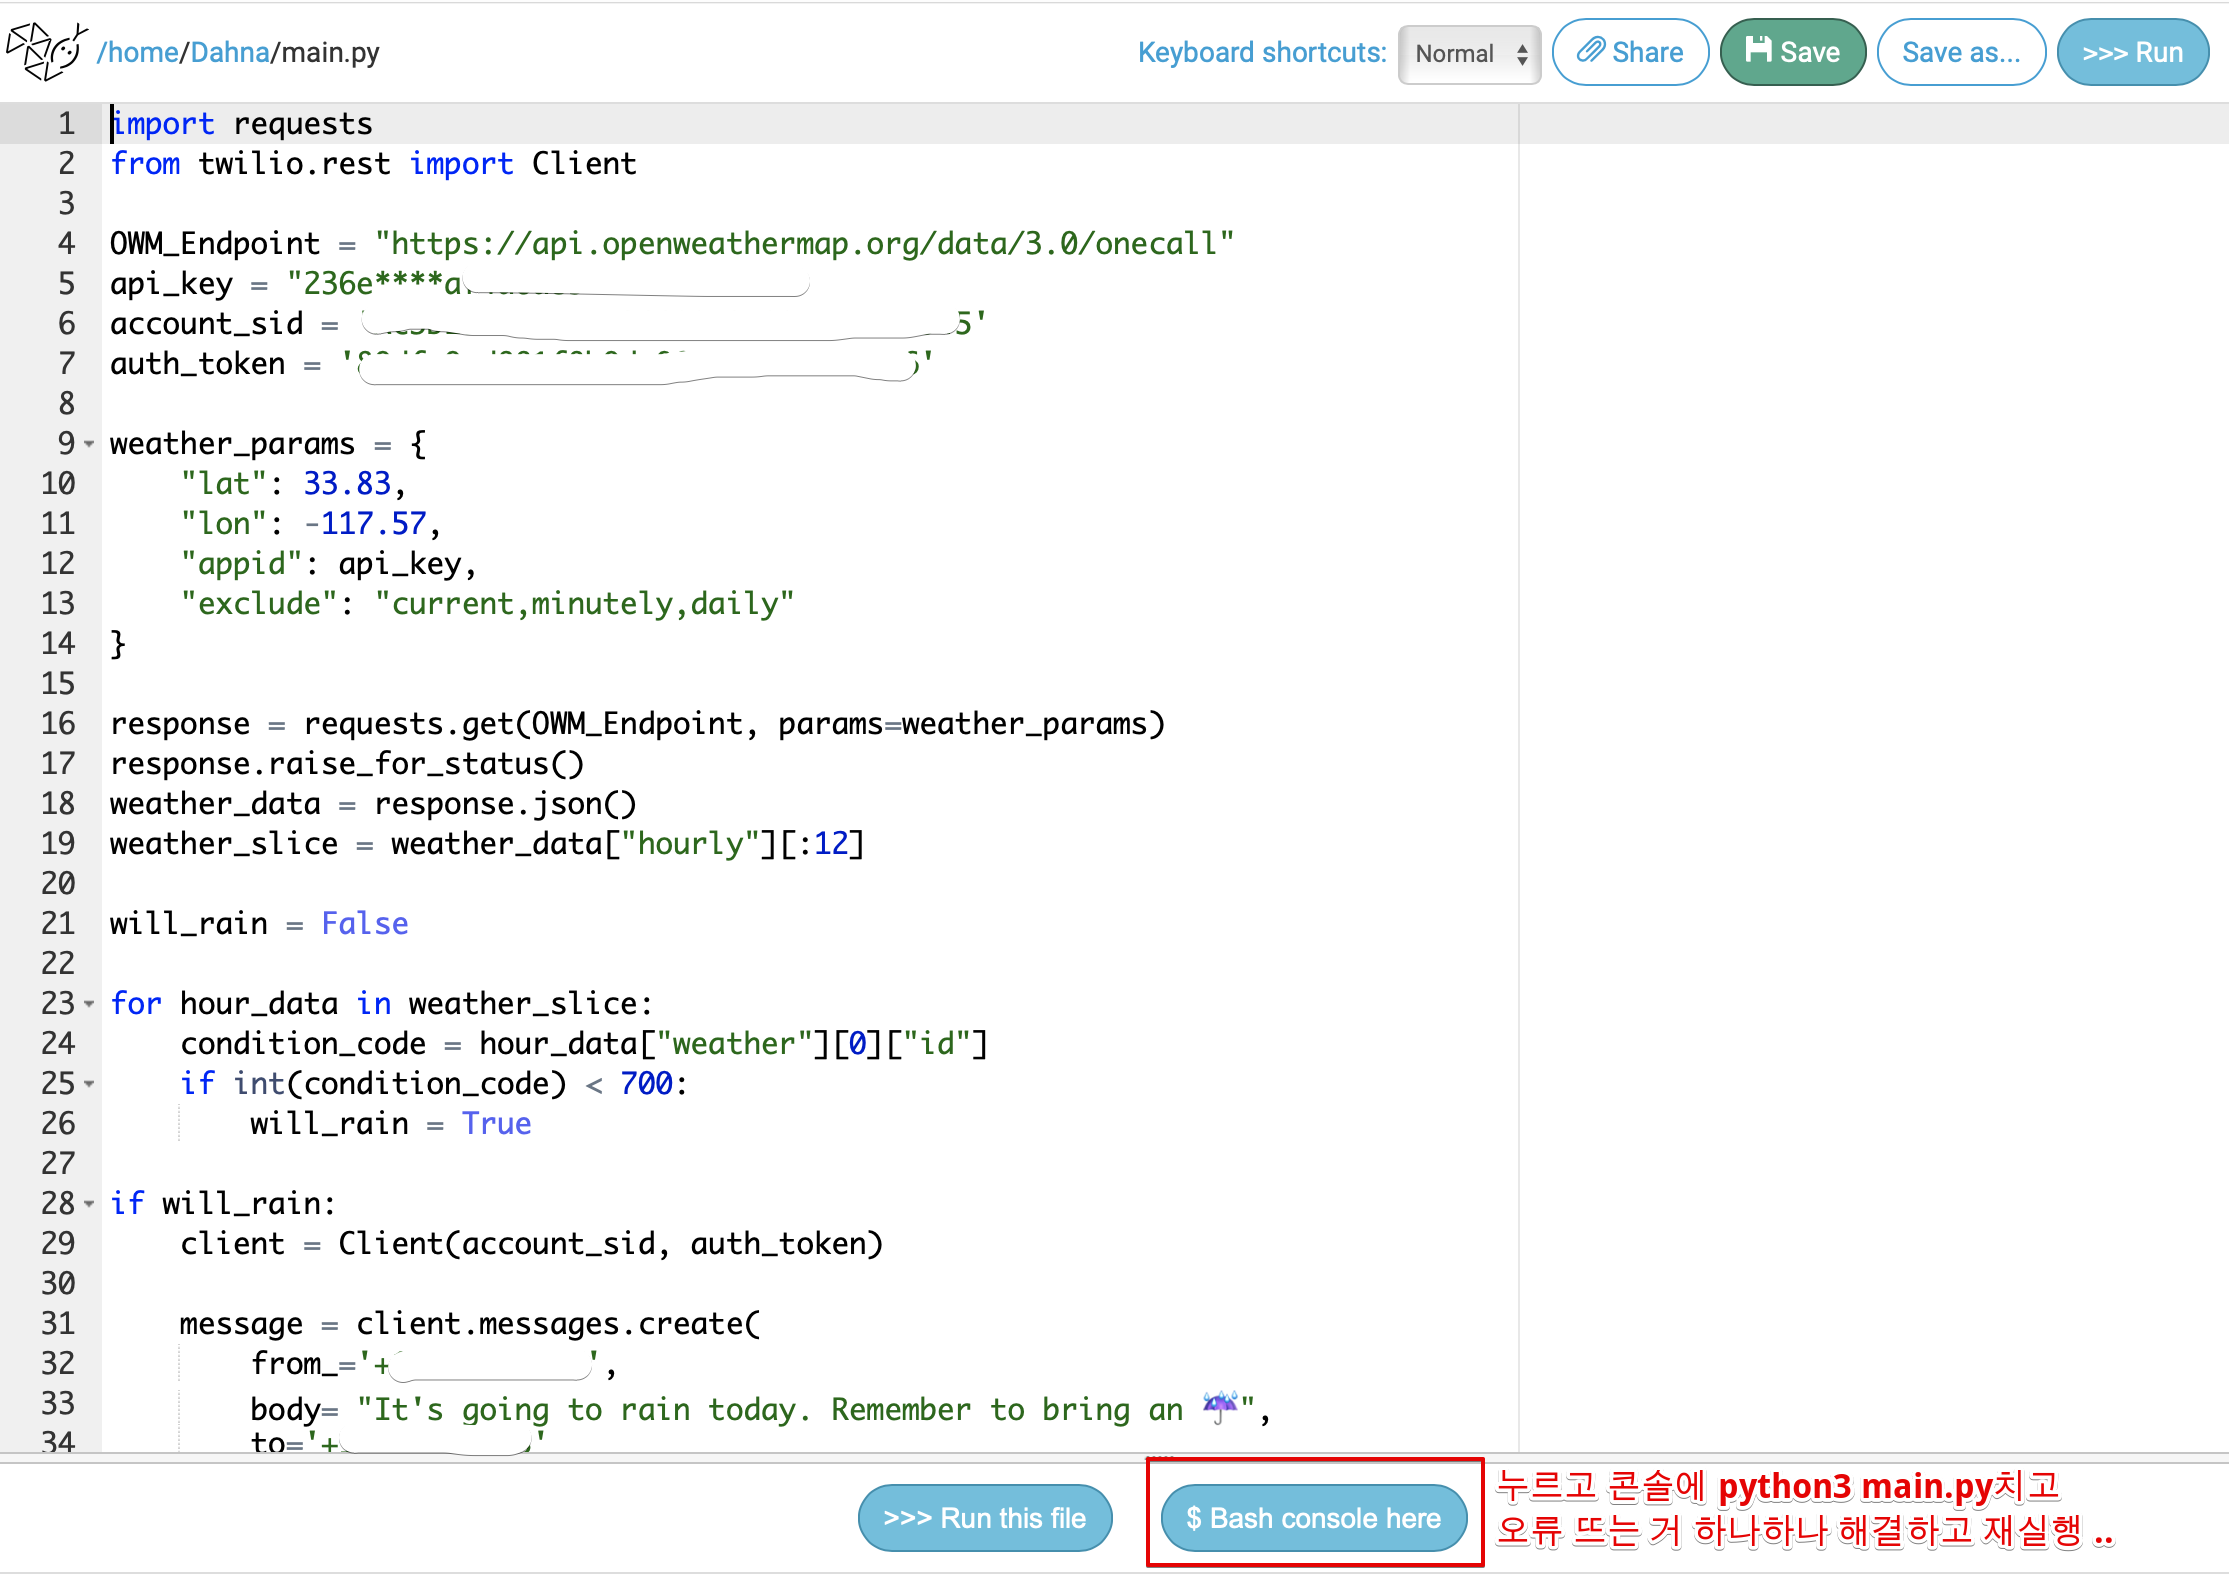 /home/Dahna/main.py Keyboard shortcuts: Normal Share Save Save as... >>> Run
1 import requests
2 from twilio.rest import Client
3
4 OWM_Endpoint = "https://api.openweathermap.org/data/3.0/onecall"
5 api_key = "236e****a
6 account_sid = 5'
7 auth_token = ' '
8
9 weather_params = {
10 "lat": 33.83,
11 "lon": -117.57,
12 "appid": api_key,
13 "exclude": "current,minutely,daily"
14 }
15
16 response = requests.get(OWM_Endpoint, params=weather_params)
17 response.raise_for_status()
18 weather_data = response.json()
19 weather_slice = weather_data["hourly"][:12]
20
21 will_rain = False
22
23 for hour_data in weather_slice:
24 condition_code = hour_data["weather"][0]["id"]
25 if int(condition_code) < 700:
26 will_rain = True
27
28 if will_rain:
29 client = Client(account_sid, auth_token)
30
31 message = client.messages.create(
32 from_='+ ',
33 body= "It's going to rain today. Remember to bring an ☔",
34 to='+ '
>>> Run this file $ Bash console here
누르고 콘솔에 python3 main.py치고
오류 뜨는 거 하나하나 해결하고 재실행 ..